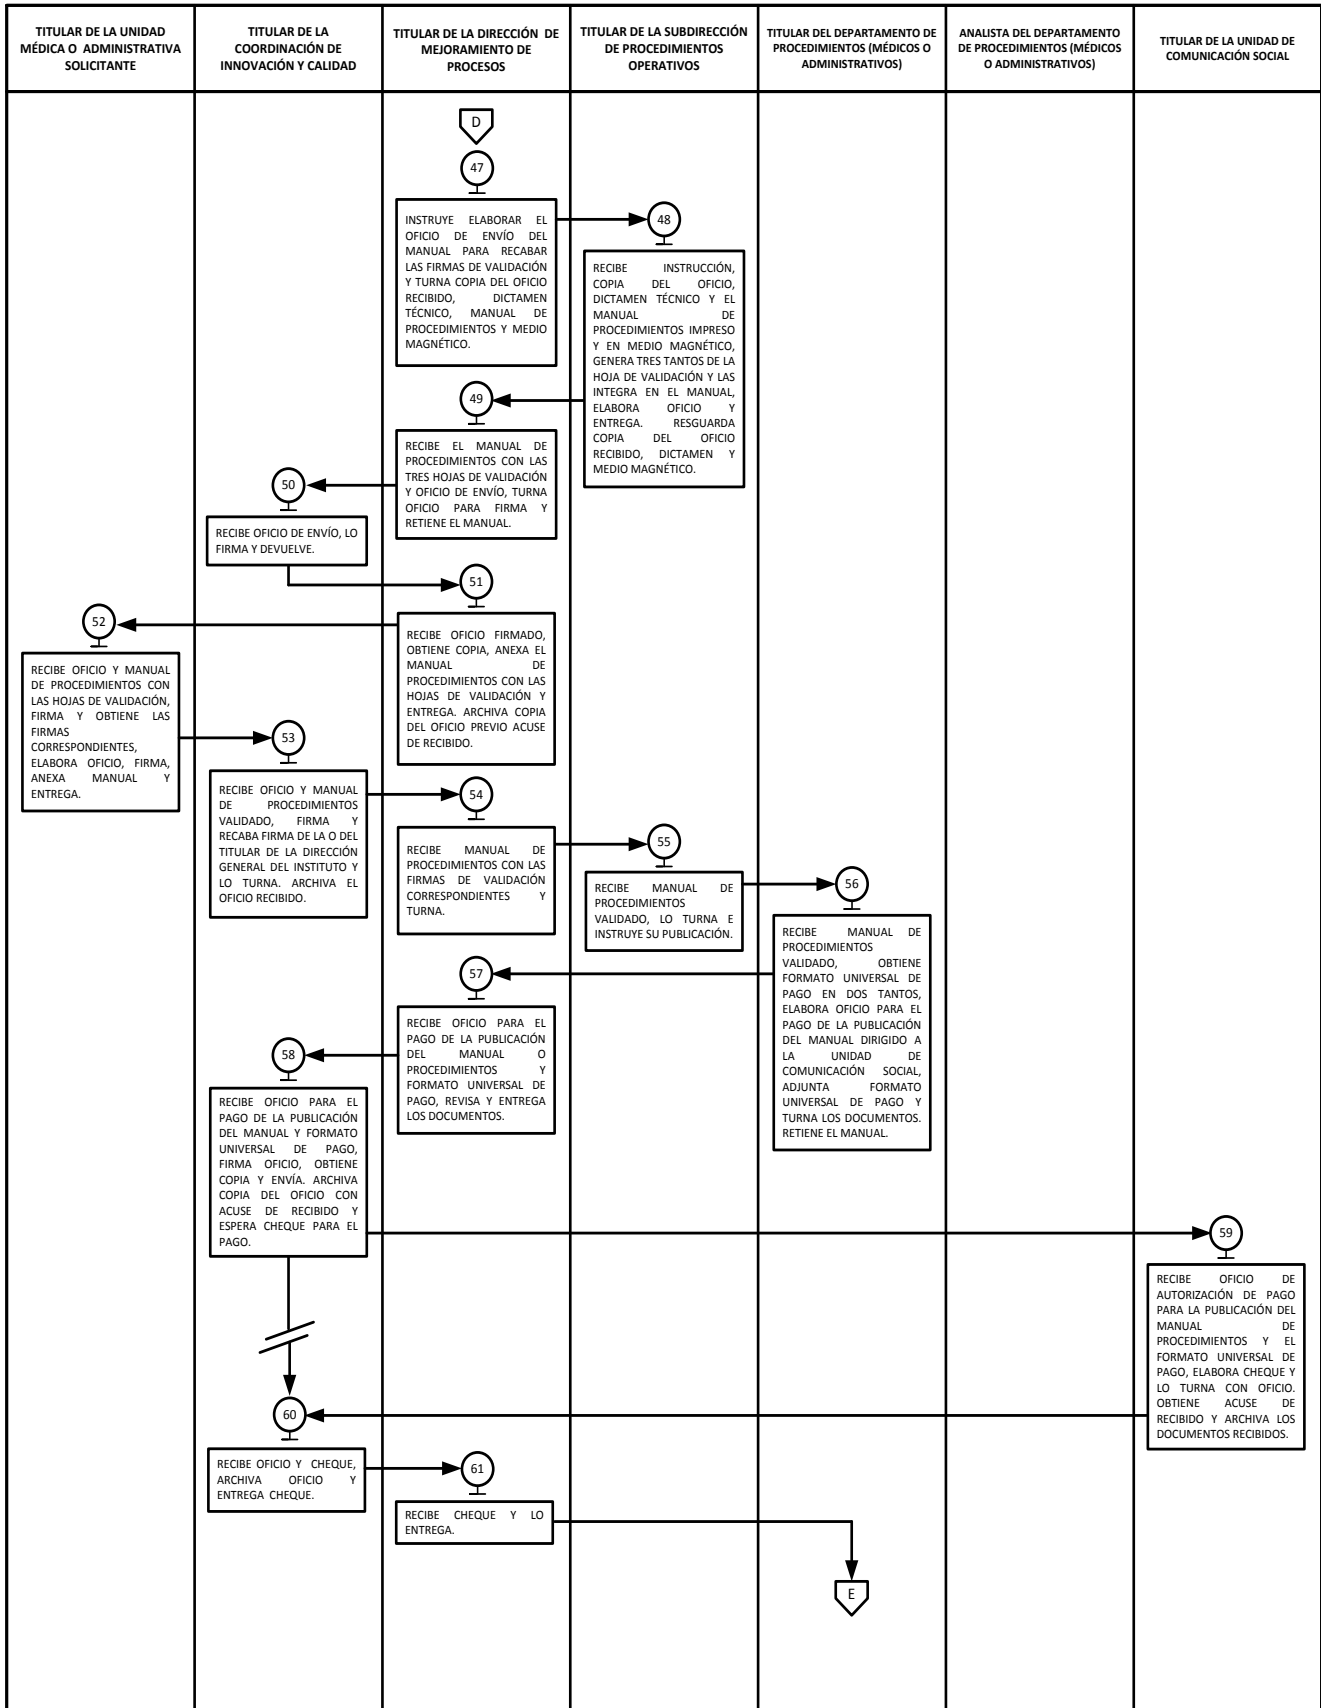 TITULAR DE LA UNIDAD
MÉDICA O ADMINISTRATIVA
SOLICITANTE
TITULAR DE LA
COORDINACIÓN DE
INNOVACIÓN Y CALIDAD
TITULAR DE LA DIRECCIÓN DE
MEJORAMIENTO DE
PROCESOS
TITULAR DE LA SUBDIRECCIÓN
DE PROCEDIMIENTOS
OPERATIVOS
TITULAR DEL DEPARTAMENTO DE
PROCEDIMIENTOS (MÉDICOS O
ADMINISTRATIVOS)
ANALISTA DEL DEPARTAMENTO
DE PROCEDIMIENTOS (MÉDICOS
O ADMINISTRATIVOS)
TITULAR DE LA UNIDAD DE
COMUNICACIÓN SOCIAL
D
47
INSTRUYE ELABORAR EL
OFICIO DE ENVÍO DEL
MANUAL PARA RECABAR
LAS FIRMAS DE VALIDACIÓN
Y TURNA COPIA DEL OFICIO
RECIBIDO, DICTAMEN
TÉCNICO, MANUAL DE
PROCEDIMIENTOS Y MEDIO
MAGNÉTICO.
48
RECIBE INSTRUCCIÓN,
COPIA DEL OFICIO,
DICTAMEN TÉCNICO Y EL
MANUAL DE
PROCEDIMIENTOS IMPRESO
Y EN MEDIO MAGNÉTICO,
GENERA TRES TANTOS DE LA
HOJA DE VALIDACIÓN Y LAS
INTEGRA EN EL MANUAL,
ELABORA OFICIO Y
ENTREGA. RESGUARDA
COPIA DEL OFICIO
RECIBIDO, DICTAMEN Y
MEDIO MAGNÉTICO.
49
RECIBE EL MANUAL DE
PROCEDIMIENTOS CON LAS
TRES HOJAS DE VALIDACIÓN
Y OFICIO DE ENVÍO, TURNA
OFICIO PARA FIRMA Y
RETIENE EL MANUAL.
50
RECIBE OFICIO DE ENVÍO, LO
FIRMA Y DEVUELVE.
51
RECIBE OFICIO FIRMADO,
OBTIENE COPIA, ANEXA EL
MANUAL DE
PROCEDIMIENTOS CON LAS
HOJAS DE VALIDACIÓN Y
ENTREGA. ARCHIVA COPIA
DEL OFICIO PREVIO ACUSE
DE RECIBIDO.
52
RECIBE OFICIO Y MANUAL
DE PROCEDIMIENTOS CON
LAS HOJAS DE VALIDACIÓN,
FIRMA Y OBTIENE LAS
FIRMAS
CORRESPONDIENTES,
ELABORA OFICIO, FIRMA,
ANEXA MANUAL Y
ENTREGA.
53
RECIBE OFICIO Y MANUAL
DE PROCEDIMIENTOS
VALIDADO, FIRMA Y
RECABA FIRMA DE LA O DEL
TITULAR DE LA DIRECCIÓN
GENERAL DEL INSTITUTO Y
LO TURNA. ARCHIVA EL
OFICIO RECIBIDO.
54
RECIBE MANUAL DE
PROCEDIMIENTOS CON LAS
FIRMAS DE VALIDACIÓN
CORRESPONDIENTES Y
TURNA.
55
RECIBE MANUAL DE
PROCEDIMIENTOS
VALIDADO, LO TURNA E
INSTRUYE SU PUBLICACIÓN.
56
RECIBE MANUAL DE
PROCEDIMIENTOS
VALIDADO, OBTIENE
FORMATO UNIVERSAL DE
PAGO EN DOS TANTOS,
ELABORA OFICIO PARA EL
PAGO DE LA PUBLICACIÓN
DEL MANUAL DIRIGIDO A
LA UNIDAD DE
COMUNICACIÓN SOCIAL,
ADJUNTA FORMATO
UNIVERSAL DE PAGO Y
TURNA LOS DOCUMENTOS.
RETIENE EL MANUAL.
57
RECIBE OFICIO PARA EL
PAGO DE LA PUBLICACIÓN
DEL MANUAL O
PROCEDIMIENTOS Y
FORMATO UNIVERSAL DE
PAGO, REVISA Y ENTREGA
LOS DOCUMENTOS.
58
RECIBE OFICIO PARA EL
PAGO DE LA PUBLICACIÓN
DEL MANUAL Y FORMATO
UNIVERSAL DE PAGO,
FIRMA OFICIO, OBTIENE
COPIA Y ENVÍA. ARCHIVA
COPIA DEL OFICIO CON
ACUSE DE RECIBIDO Y
ESPERA CHEQUE PARA EL
PAGO.
59
RECIBE OFICIO DE
AUTORIZACIÓN DE PAGO
PARA LA PUBLICACIÓN DEL
MANUAL DE
PROCEDIMIENTOS Y EL
FORMATO UNIVERSAL DE
PAGO, ELABORA CHEQUE Y
LO TURNA CON OFICIO.
OBTIENE ACUSE DE
RECIBIDO Y ARCHIVA LOS
DOCUMENTOS RECIBIDOS.
60
RECIBE OFICIO Y CHEQUE,
ARCHIVA OFICIO Y
ENTREGA CHEQUE.
61
RECIBE CHEQUE Y LO
ENTREGA.
E